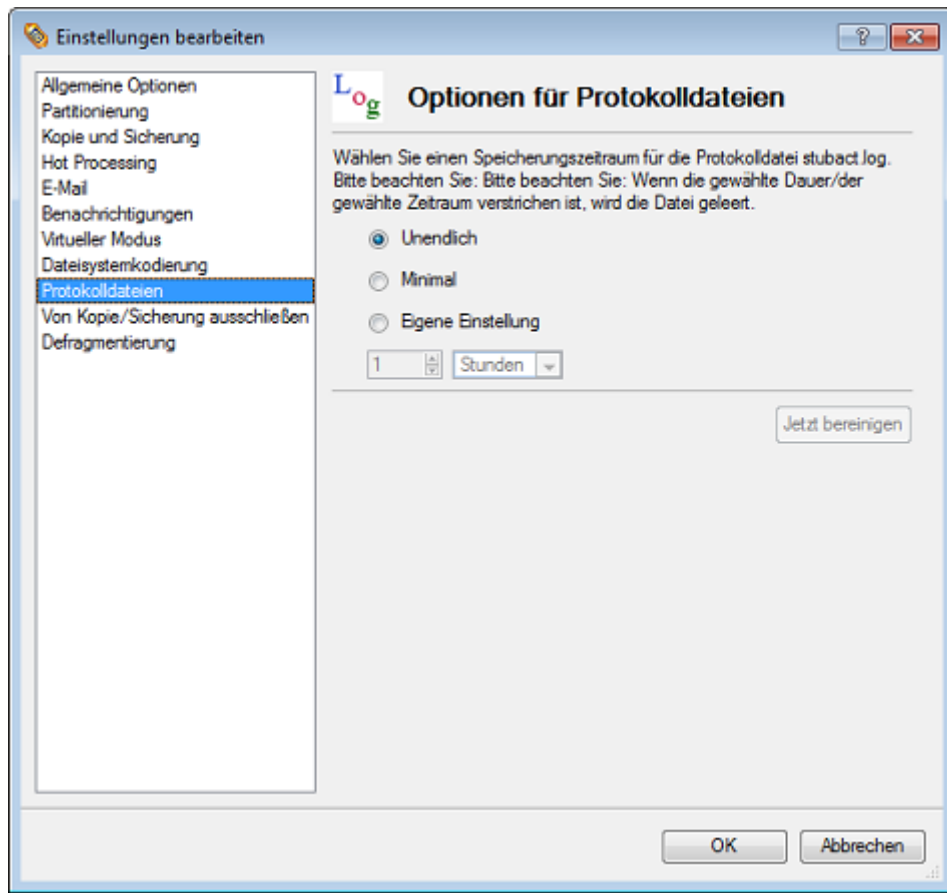 Einstellungen bearbeiten
Allgemeine Optionen
Partitionierung
Kopie und Sicherung
Hot Processing
E-Mail
Benachrichtigungen
Virtueller Modus
Dateisystemkodierung
Protokolldateien
Von Kopie/Sicherung ausschließen
Defragmentierung
Log
Optionen für Protokolldateien
Wählen Sie einen Speicherungszeitraum für die Protokolldatei stubact.log.
Bitte beachten Sie: Bitte beachten Sie: Wenn die gewählte Dauer/der
gewählte Zeitraum verstrichen ist, wird die Datei geleert.
Unendlich
Minimal
Eigene Einstellung
1 Stunden
Jetzt bereinigen
OK Abbrechen